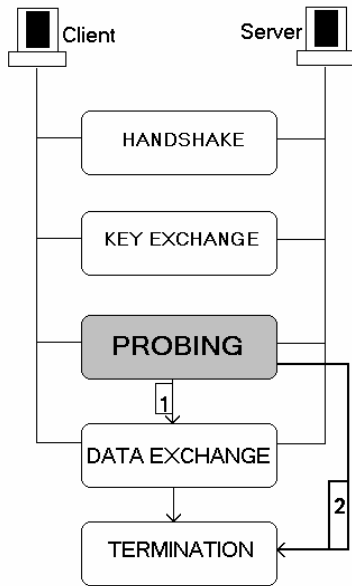 Client
Server
HANDSHAKE
KEY EXCHANGE
PROBING
1
DATA EXCHANGE
2
TERMINATION